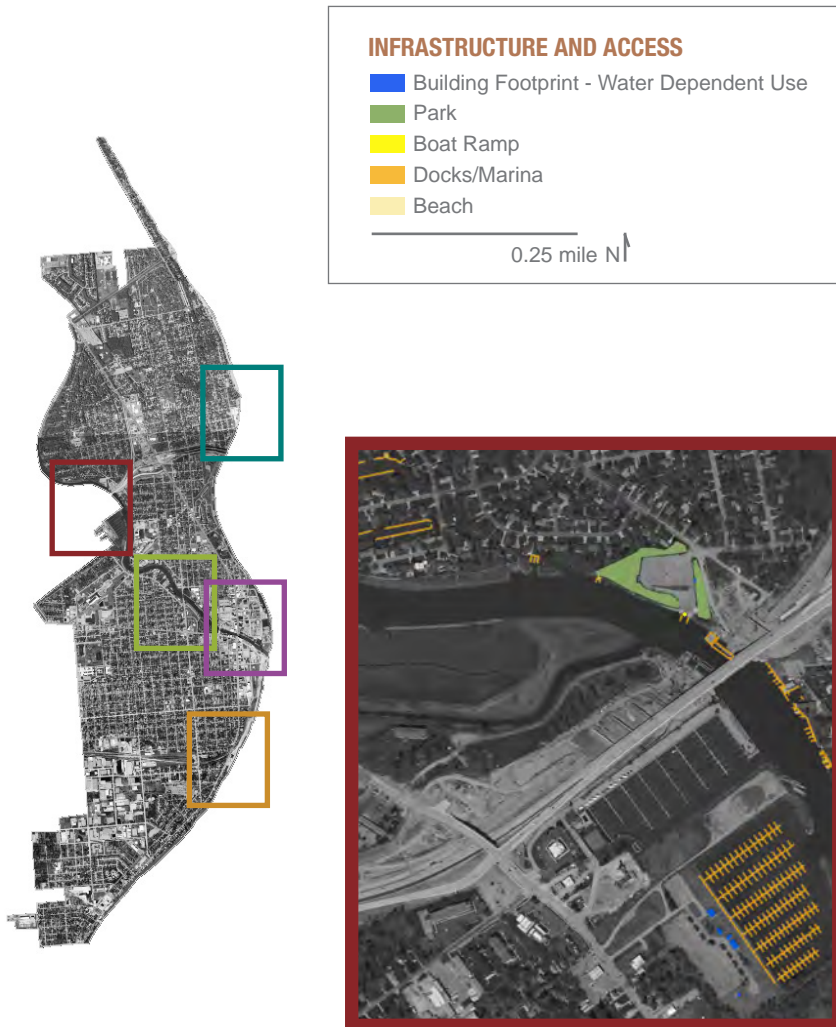 INFRASTRUCTURE AND ACCESS
Building Footprint - Water Dependent Use
Park
Boat Ramp
Docks/Marina
Beach
0.25 mile N